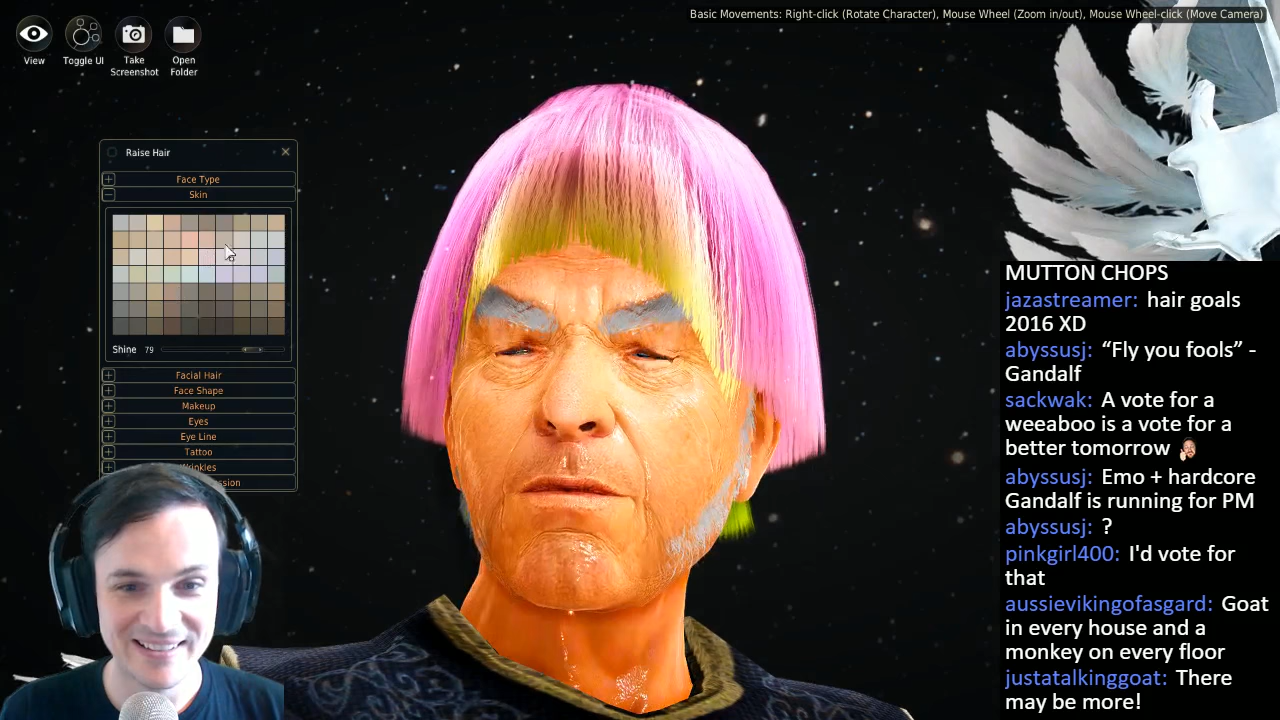 Basic Movements: Right-click (Rotate Character), Mouse Wheel (Zoom in/out), Mouse Wheel-click (Move Camera)
View
Toggle UI
Take
Screenshot
Open
Folder
Raise Hair
Face Type
Skin
Shine 79
Facial Hair
Face Shape
Makeup
Eyes
Eye Line
Tattoo
MUTTON CHOPS
jazastreamer: hair goals
2016 XD
abyssusj: “Fly you fools” -
Gandalf
sackwak: A vote for a
weeaboo is a vote for a
better tomorrow
abyssusj: Emo + hardcore
Gandalf is running for PM
abyssusj: ?
pinkgirl400: I'd vote for
that
aussievikingofasgard: Goat
in every house and a
monkey on every floor
justatalkinggoat: There
may be more!